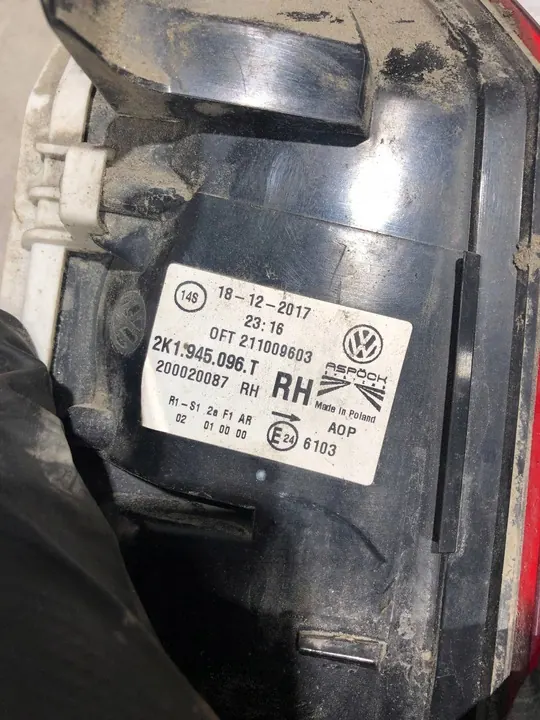 14S
18-12-2017
23:16
OFT 211009603
2K1.945.096.T
200020087 RH
RH
ASPÖCK
SYSTEMS
Made in Poland
R1-S1 2a F1 AR
02 01 00 00
E 24
AOP
6103